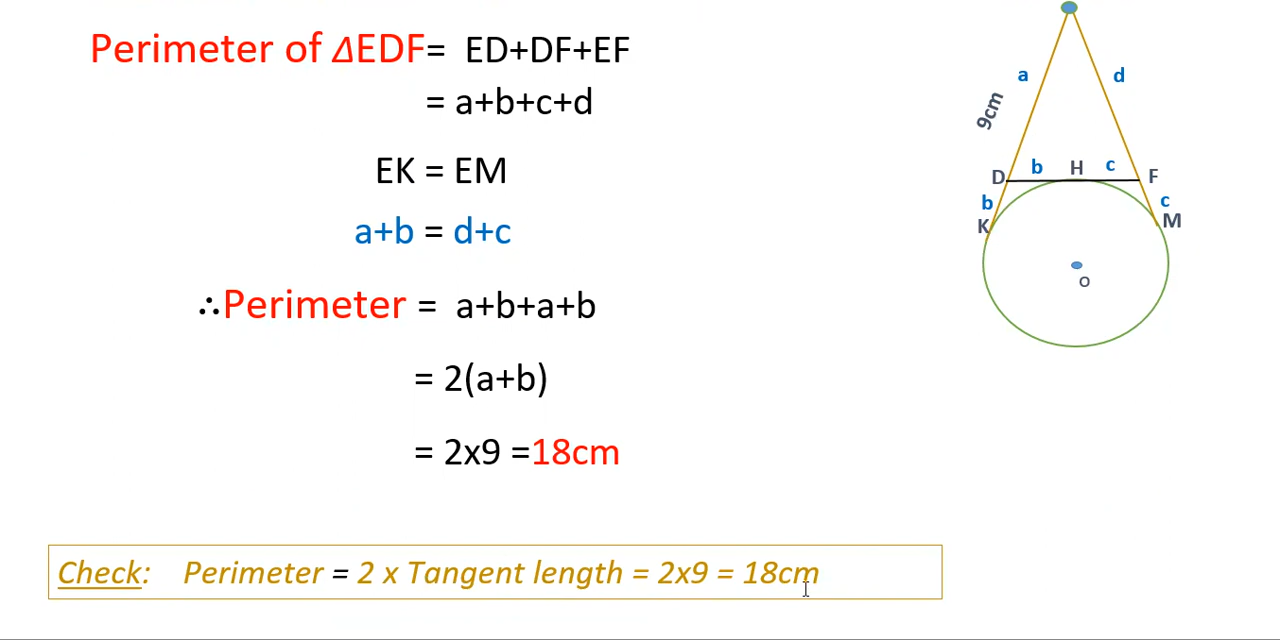 Perimeter of ΔEDF= ED+DF+EF
= a+b+c+d
EK = EM
a+b = d+c
∴Perimeter = a+b+a+b
= 2(a+b)
= 2x9 =18cm
Check: Perimeter = 2 x Tangent length = 2x9 = 18cm
a
d
9cm
D
b
H
c
F
b
c
K
M
O